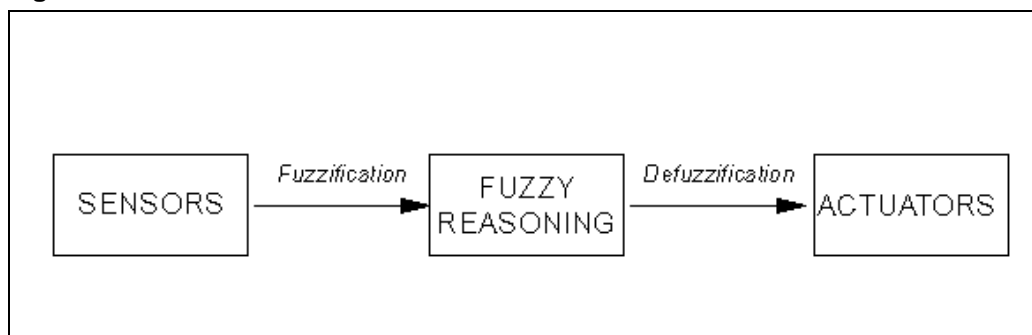 SENSORS
Fuzzification
FUZZY
REASONING
Defuzzification
ACTUATORS